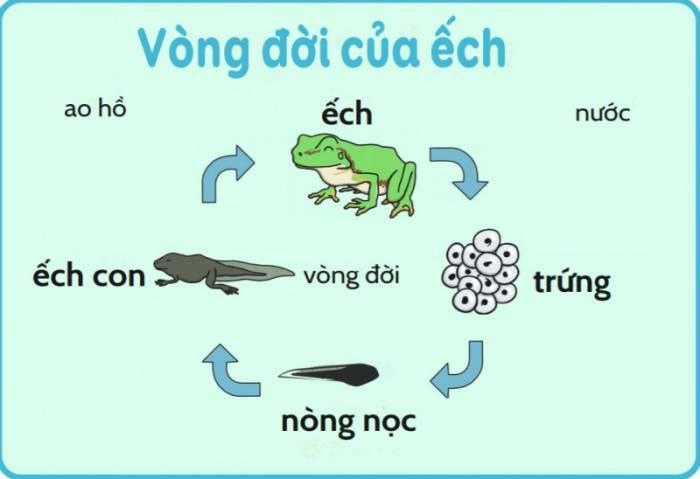 Vòng đời của ếch
ao hồ
ếch
nước
ếch con
vòng đời
trứng
nòng nọc